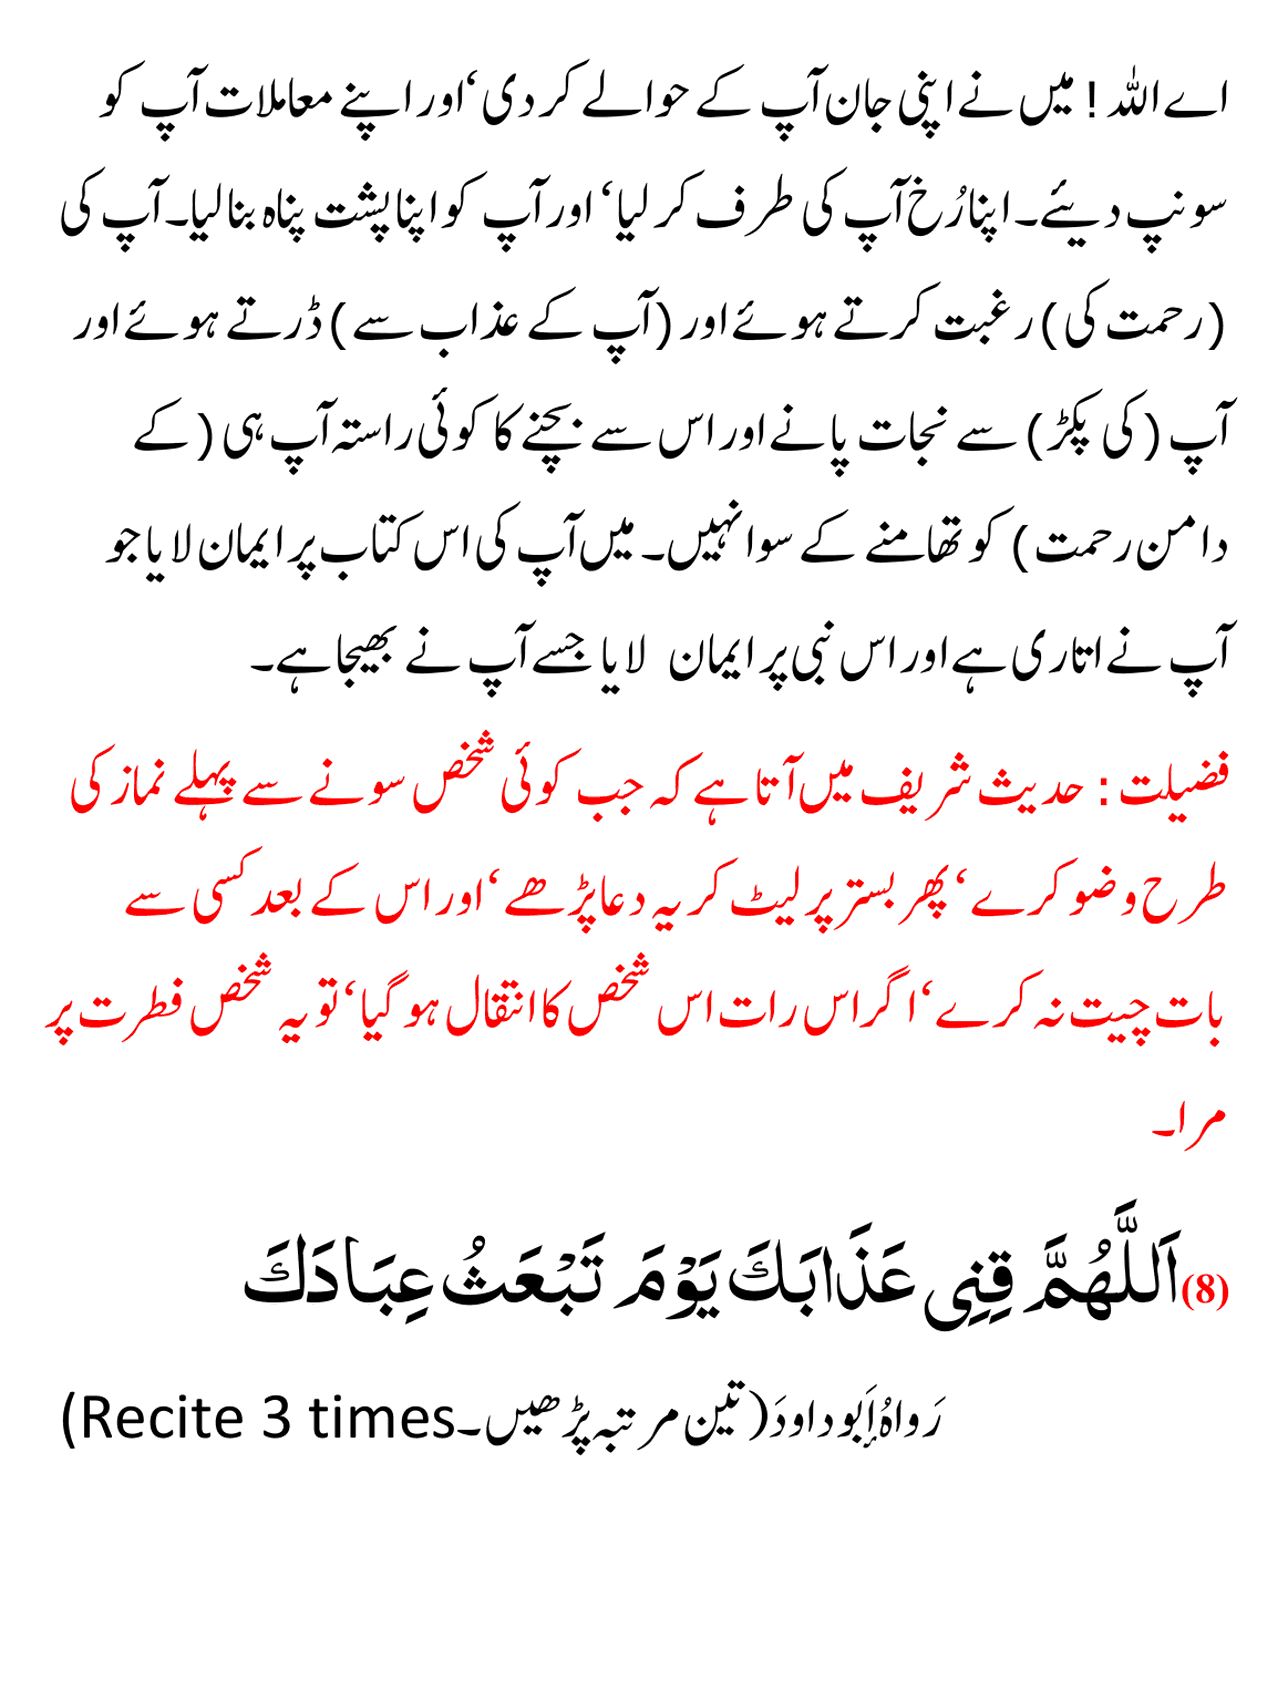 اے اللہ ! میں نے اپنی جان آپ کے حوالے کر دی ‘ اور اپنے معاملات آپ کو
سونپ دیئے۔ اپنا رُخ آپ کی طرف کر لیا ‘ اور آپ کو اپنا پشت پناہ بنا لیا۔ آپ کی
(رحمت کی) رغبت کرتے ہوئے اور (آپ کے عذاب سے) ڈرتے ہوئے اور
آپ (کی پکڑ) سے نجات پانے اور اس سے بچنے کا کوئی راستہ آپ ہی (کے
دامن رحمت) کو تھامنے کے سوا نہیں۔ میں آپ کی اس کتاب پر ایمان لایا جو
آپ نے اتاری ہے اور اس نبی پر ایمان لایا جسے آپ نے بھیجا ہے۔
فضیلت : حدیث شریف میں آتا ہے کہ جب کوئی شخص سونے سے پہلے نماز کی
طرح وضو کرے ‘ پھر بستر پر لیٹ کر یہ دعا پڑھے ‘ اور اس کے بعد کسی سے
بات چیت نہ کرے ‘ اگر اس رات اس شخص کا انتقال ہو گیا ‘ تو یہ شخص فطرت پر
مرا۔
(8) اَللَّهُمَّ قِنِي عَذَابَكَ يَوْمَ تَبْعَثُ عِبَادَكَ
رَواہُ إَبُوداودَ (تین مرتبہ پڑھیں۔ Recite 3 times)